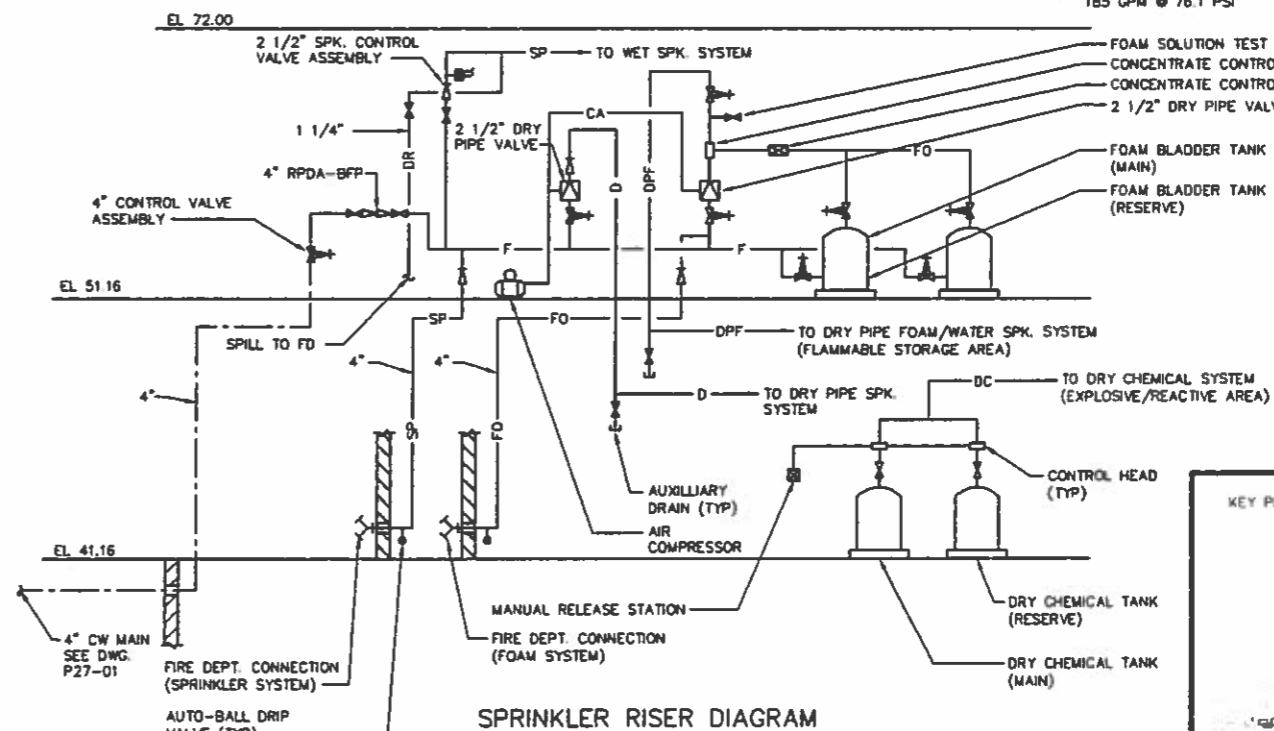 185 GPM @ 76.1 PSI
EL 72.00
2 1/2" SPK. CONTROL
VALVE ASSEMBLY
SP
TO WET SPK. SYSTEM
FOAM SOLUTION TEST
CONCENTRATE CONTRO
CONCENTRATE CONTRO
2 1/2" DRY PIPE VALV
CA
1 1/4"
2 1/2" DRY
PIPE VALVE
DR
D
DPF
FO
FOAM BLADDER TANK
(MAIN)
FOAM BLADDER TANK
(RESERVE)
4" RPDA-BFP
4" CONTROL VALVE
ASSEMBLY
F
F
EL 51.16
SP
FO
SPILL TO FD
DPF
TO DRY PIPE FOAM/WATER SPK. SYSTEM
(FLAMMABLE STORAGE AREA)
4"
4"
4"
DC
TO DRY CHEMICAL SYSTEM
(EXPLOSIVE/REACTIVE AREA)
D
TO DRY PIPE SPK.
SYSTEM
SP
FO
CONTROL HEAD
(TYP)
AUXILLIARY
DRAIN (TYP)
KEY P
AIR
COMPRESSOR
EL 41.16
MANUAL RELEASE STATION
DRY CHEMICAL TANK
(RESERVE)
4" CW MAIN
SEE DWG.
P27-01
FIRE DEPT. CONNECTION
(FOAM SYSTEM)
FIRE DEPT. CONNECTION
(SPRINKLER SYSTEM)
DRY CHEMICAL TANK
(MAIN)
AUTO-BALL DRIP
VALVE (TYP)
SPRINKLER RISER DIAGRAM